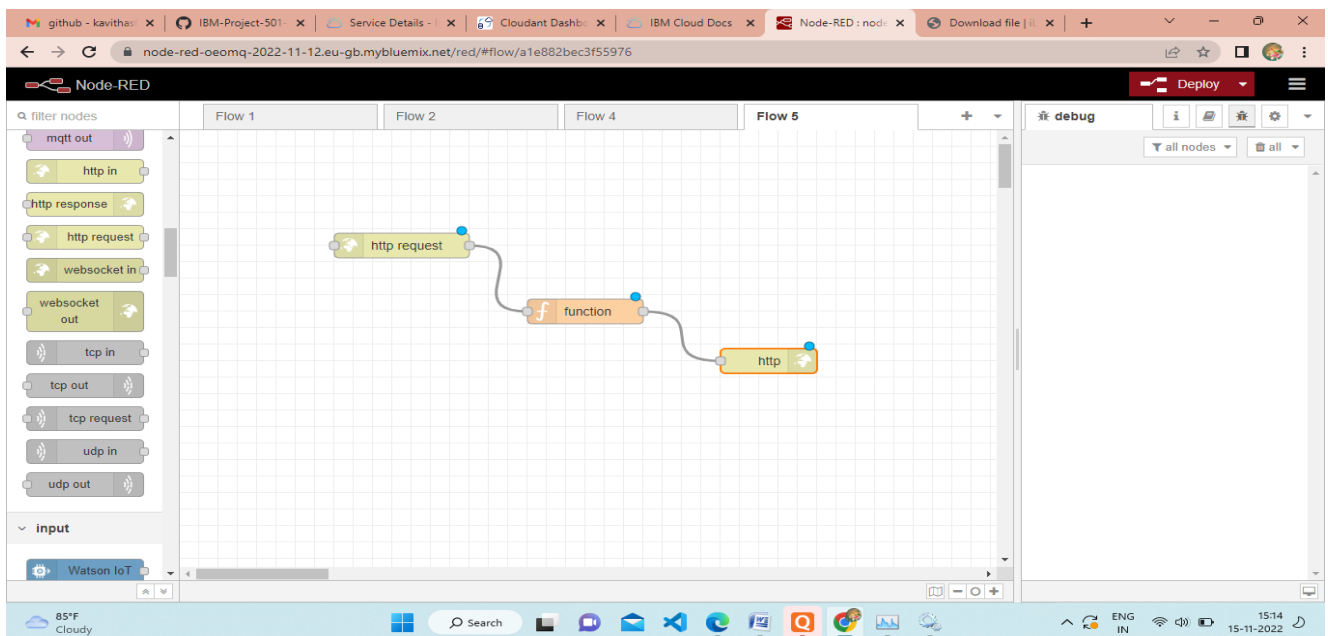 github - kavithas
IBM-Project-501-
Service Details -
Cloudant Dashbo
IBM Cloud Docs
Node-RED : node
Download file | iL
node-red-oeomq-2022-11-12.eu-gb.mybluemix.net/red/#flow/a1e882bec3f55976
Node-RED
Deploy
filter nodes
Flow 1
Flow 2
Flow 4
Flow 5
debug
i
all nodes
all
mqtt out
http in
http response
http request
websocket in
websocket
out
tcp in
tcp out
tcp request
udp in
udp out
input
Watson IoT
http request
f function
http
85°F
Cloudy
Search
ENG
IN
15:14
15-11-2022